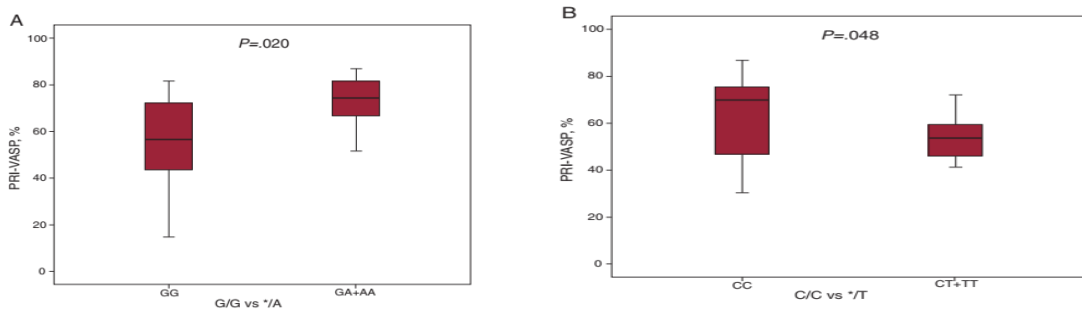 A
P=.020
100
80
60
40
20
0
PRI-VASP, %
GG GA+AA
G/G vs */A
B
P=.048
100
80
60
40
20
0
PRI-VASP, %
CC CT+TT
C/C vs */T